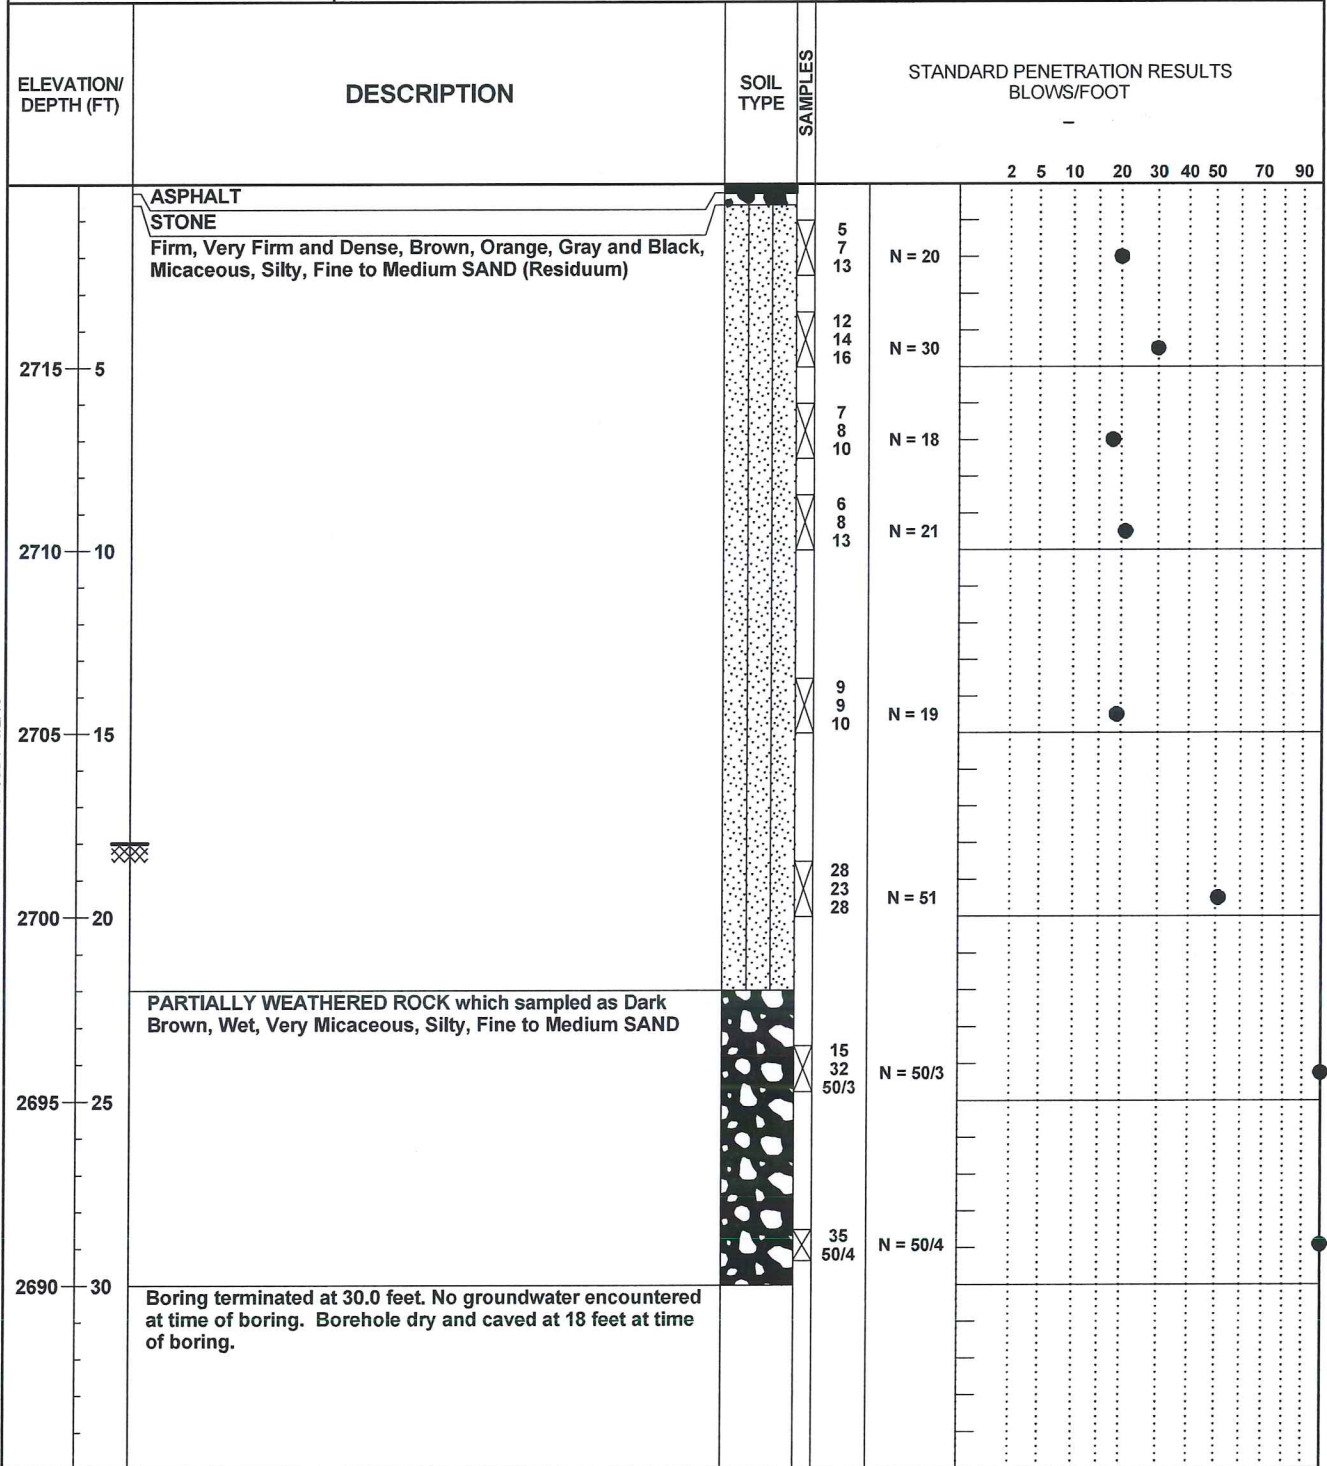 ELEVATION/
DEPTH (FT)
DESCRIPTION
SOIL
TYPE
SAMPLES
STANDARD PENETRATION RESULTS
BLOWS/FOOT
2 5 10 20 30 40 50 70 90
ASPHALT
STONE
Firm, Very Firm and Dense, Brown, Orange, Gray and Black,
Micaceous, Silty, Fine to Medium SAND (Residuum)
5
7
13
N = 20
12
14
16
N = 30
2715 5
7
8
10
N = 18
6
8
13
N = 21
2710 10
9
9
10
N = 19
2705 15
28
23
28
N = 51
2700 20
PARTIALLY WEATHERED ROCK which sampled as Dark
Brown, Wet, Very Micaceous, Silty, Fine to Medium SAND
15
32
50/3
N = 50/3
2695 25
35
50/4
N = 50/4
2690 30
Boring terminated at 30.0 feet. No groundwater encountered
at time of boring. Borehole dry and caved at 18 feet at time
of boring.